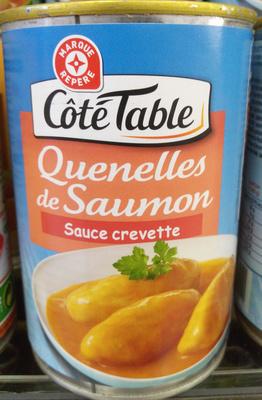 MARQUE
REPÈRE
Côté Table
Quenelles
de Saumon
Sauce crevette